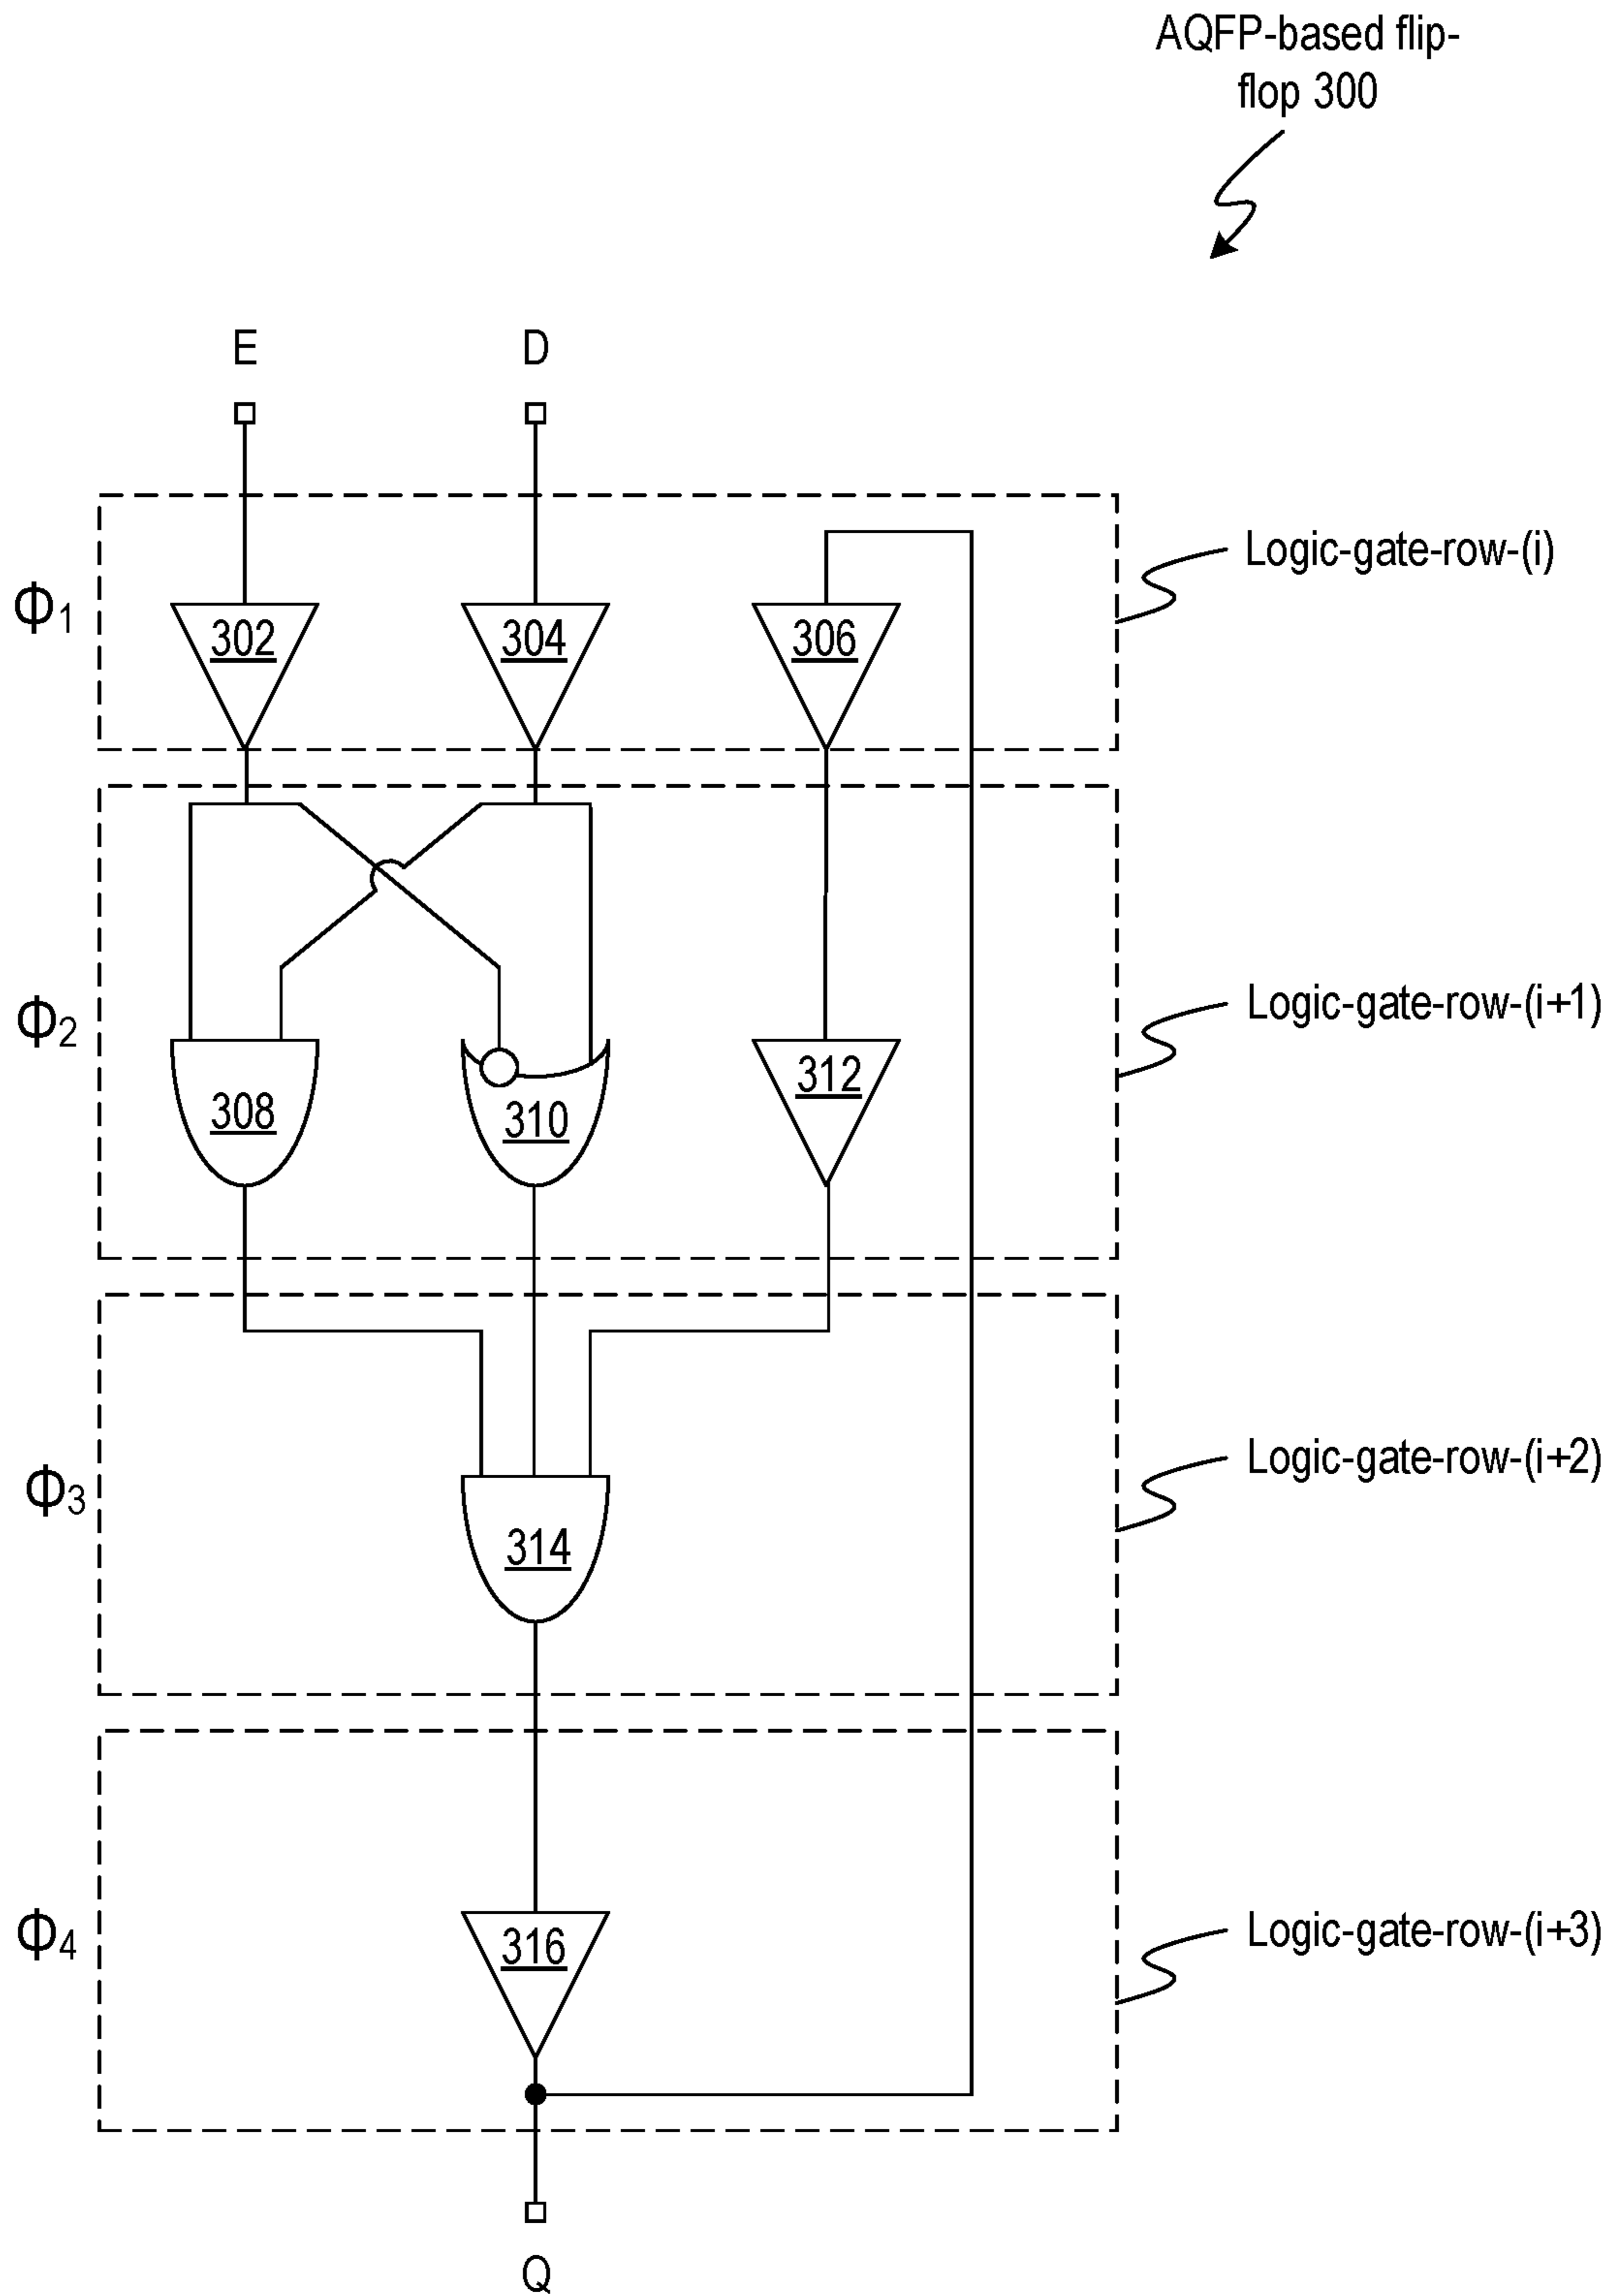 AQFP-based flip-
flop 300
E D
Logic-gate-row-(i)
Φ1
302 304 306
Logic-gate-row-(i+1)
Φ2
312
308 310
Logic-gate-row-(i+2)
Φ3
314
Logic-gate-row-(i+3)
Φ4
316
Q